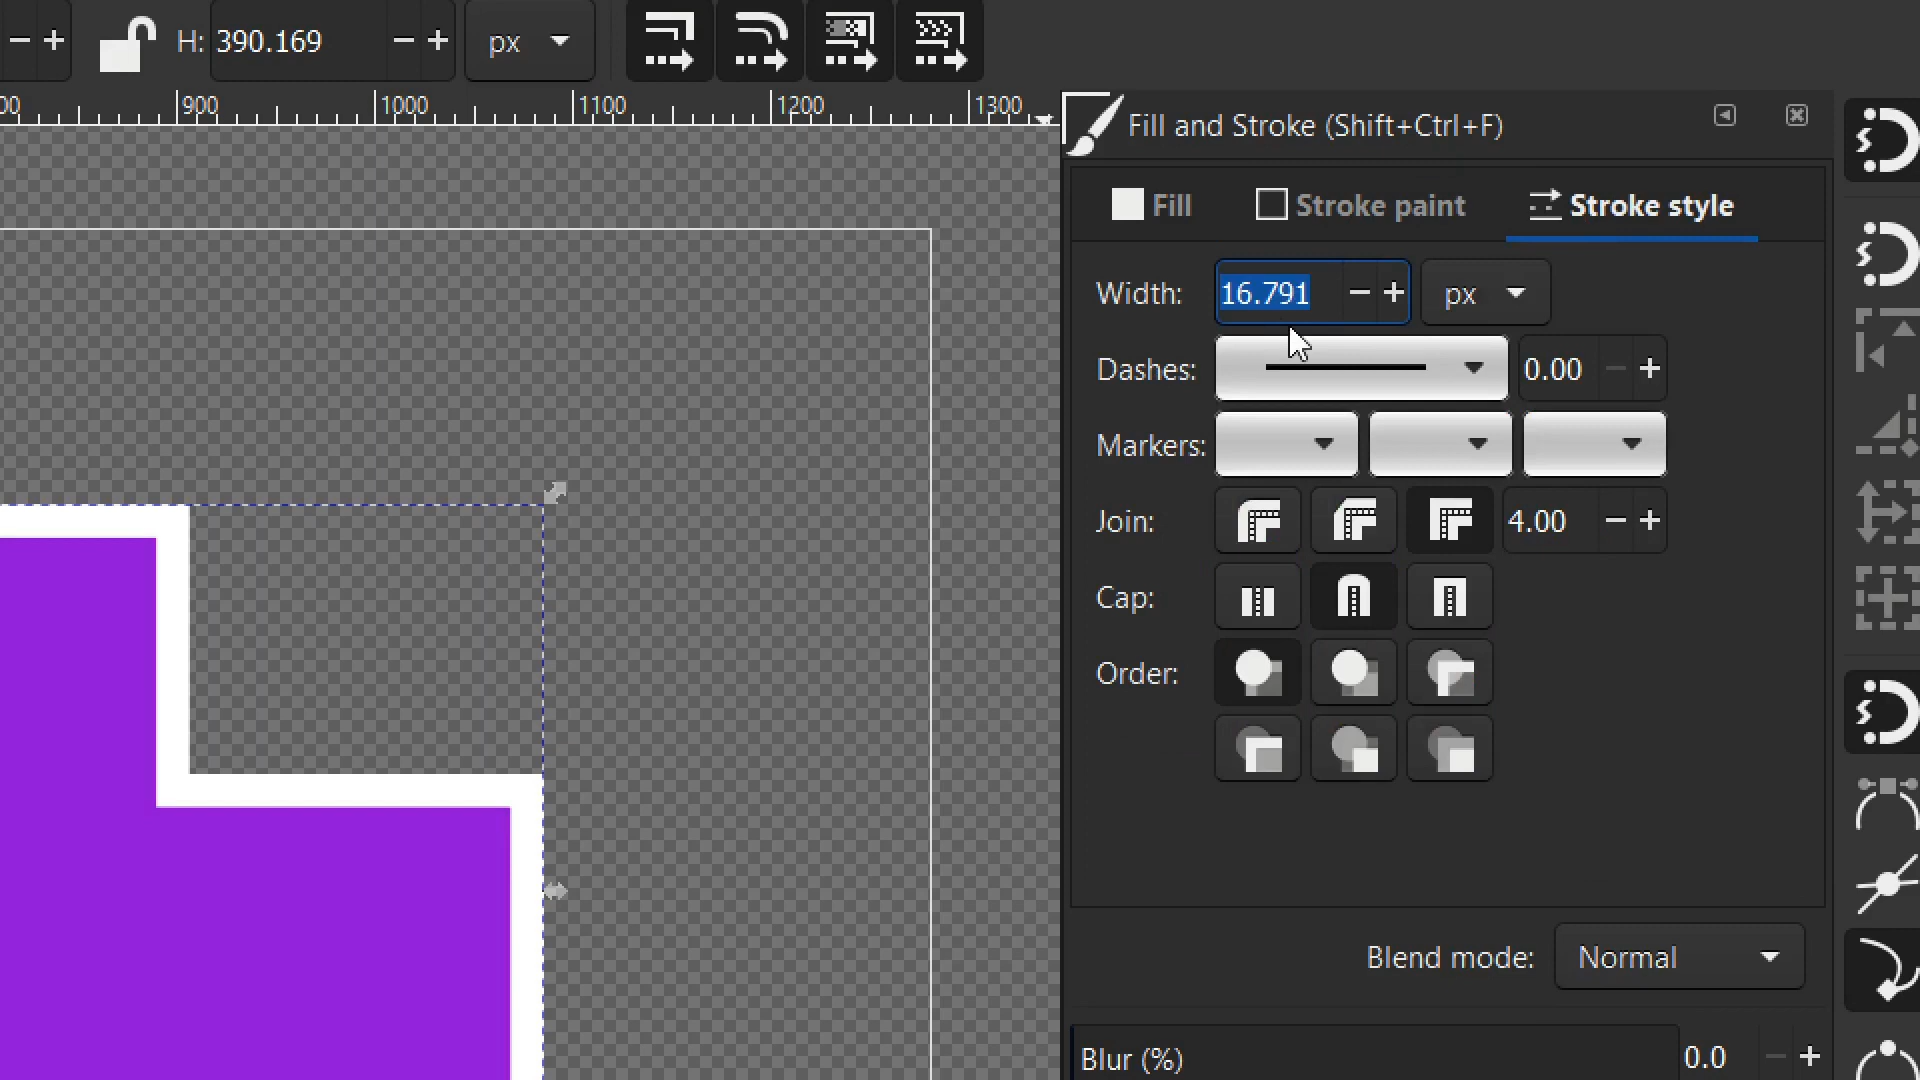 H: 390.169 px
00 900 1000 1100 1200 1300
Fill and Stroke (Shift+Ctrl+F)
Fill Stroke paint Stroke style
Width: 16.791 px
Dashes: 0.00
Markers:
Join: 4.00
Cap:
Order:
Blend mode: Normal
Blur (%) 0.0